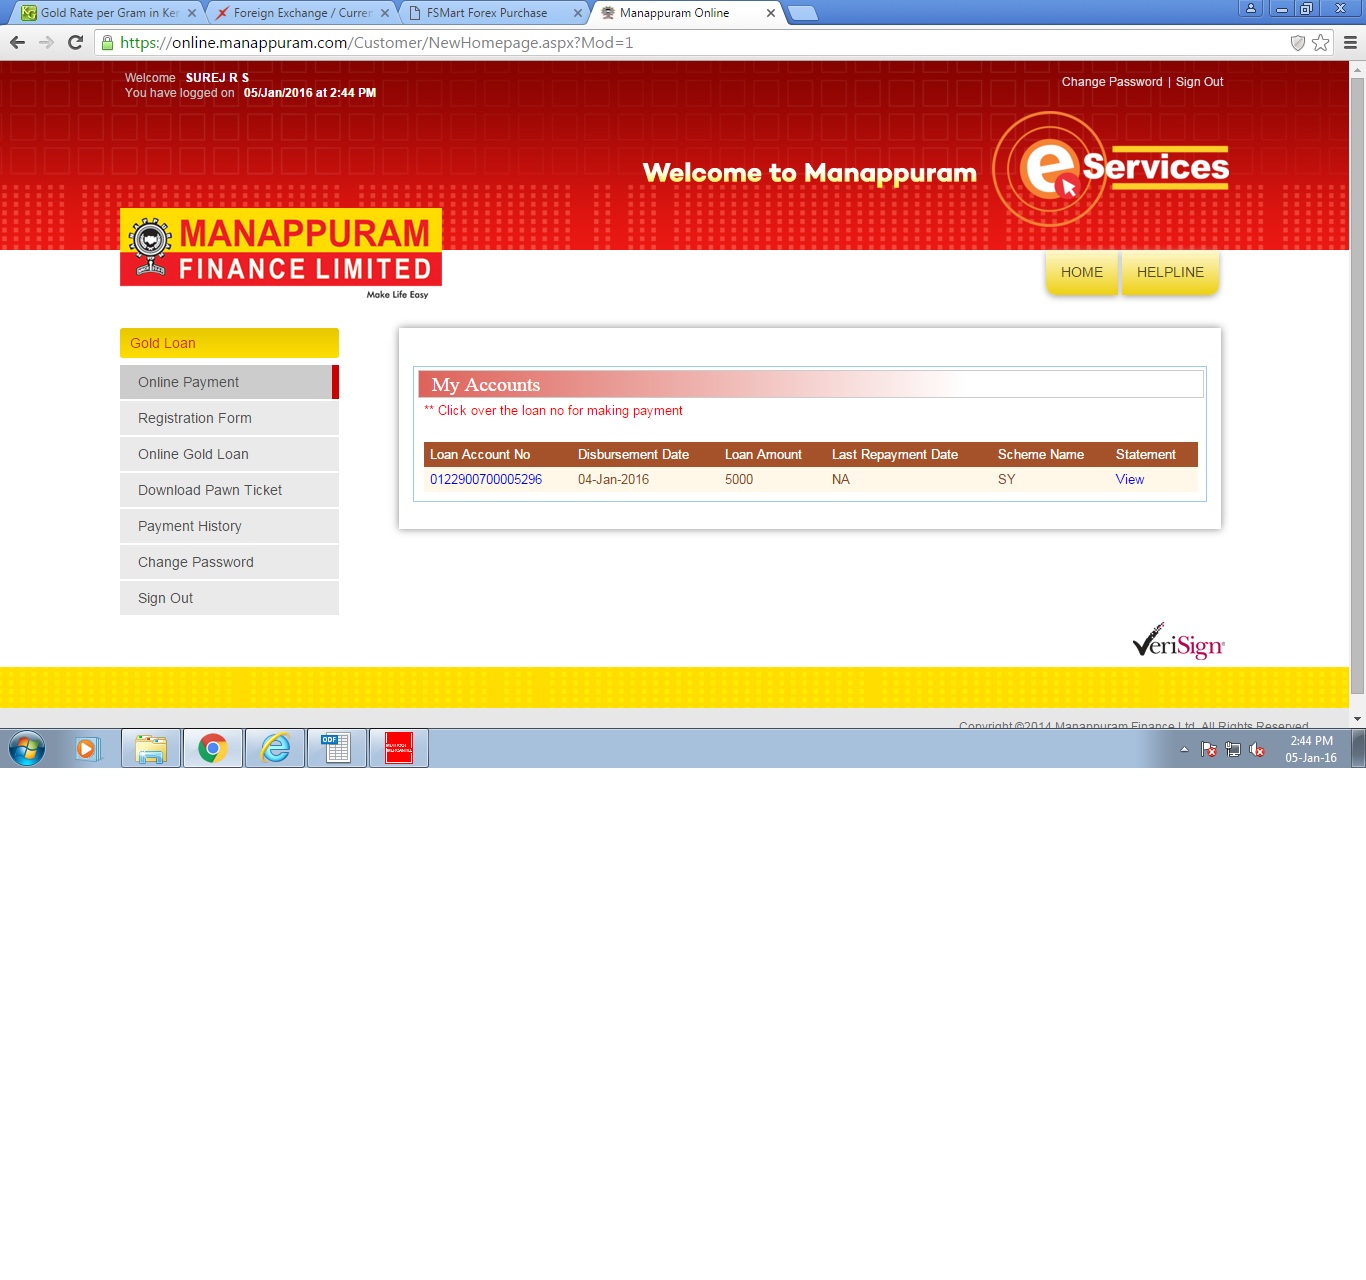 Gold Rate per Gram in Ker
Foreign Exchange / Curren
FSMart Forex Purchase
Manappuram Online
https://online.manappuram.com/Customer/NewHomepage.aspx?Mod=1
Welcome SUREJ R S
You have logged on 05/Jan/2016 at 2:44 PM
Change Password | Sign Out
Welcome to Manappuram
e Services
MANAPPURAM
FINANCE LIMITED
Make Life Easy
HOME HELPLINE
Gold Loan
Online Payment
Registration Form
Online Gold Loan
Download Pawn Ticket
Payment History
Change Password
Sign Out
My Accounts
** Click over the loan no for making payment
Loan Account No Disbursement Date Loan Amount Last Repayment Date Scheme Name Statement
0122900700005296 04-Jan-2016 5000 NA SY View
VeriSign
Copyright ©2014 Manappuram Finance Ltd. All Rights Reserved
ODF
2:44 PM
05-Jan-16